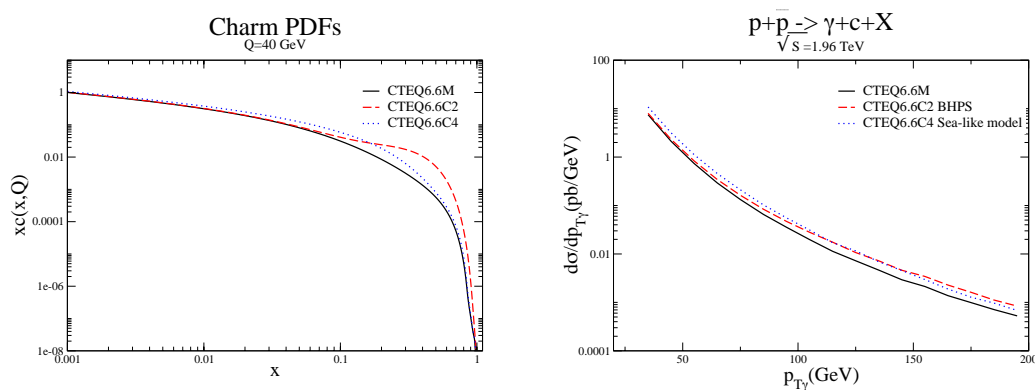 Charm PDFs
Q=40 GeV
CTEQ6.6M
CTEQ6.6C2
CTEQ6.6C4
1
0.01
0.0001
1e-06
1e-08
xc(x,Q)
0.001
0.01
0.1
1
x
p+p̅ -> γ+c+X
√S =1.96 TeV
CTEQ6.6M
CTEQ6.6C2 BHPS
CTEQ6.6C4 Sea-like model
100
1
0.01
0.0001
dσ/dp_Tγ(pb/GeV)
50
100
150
200
p_Tγ(GeV)